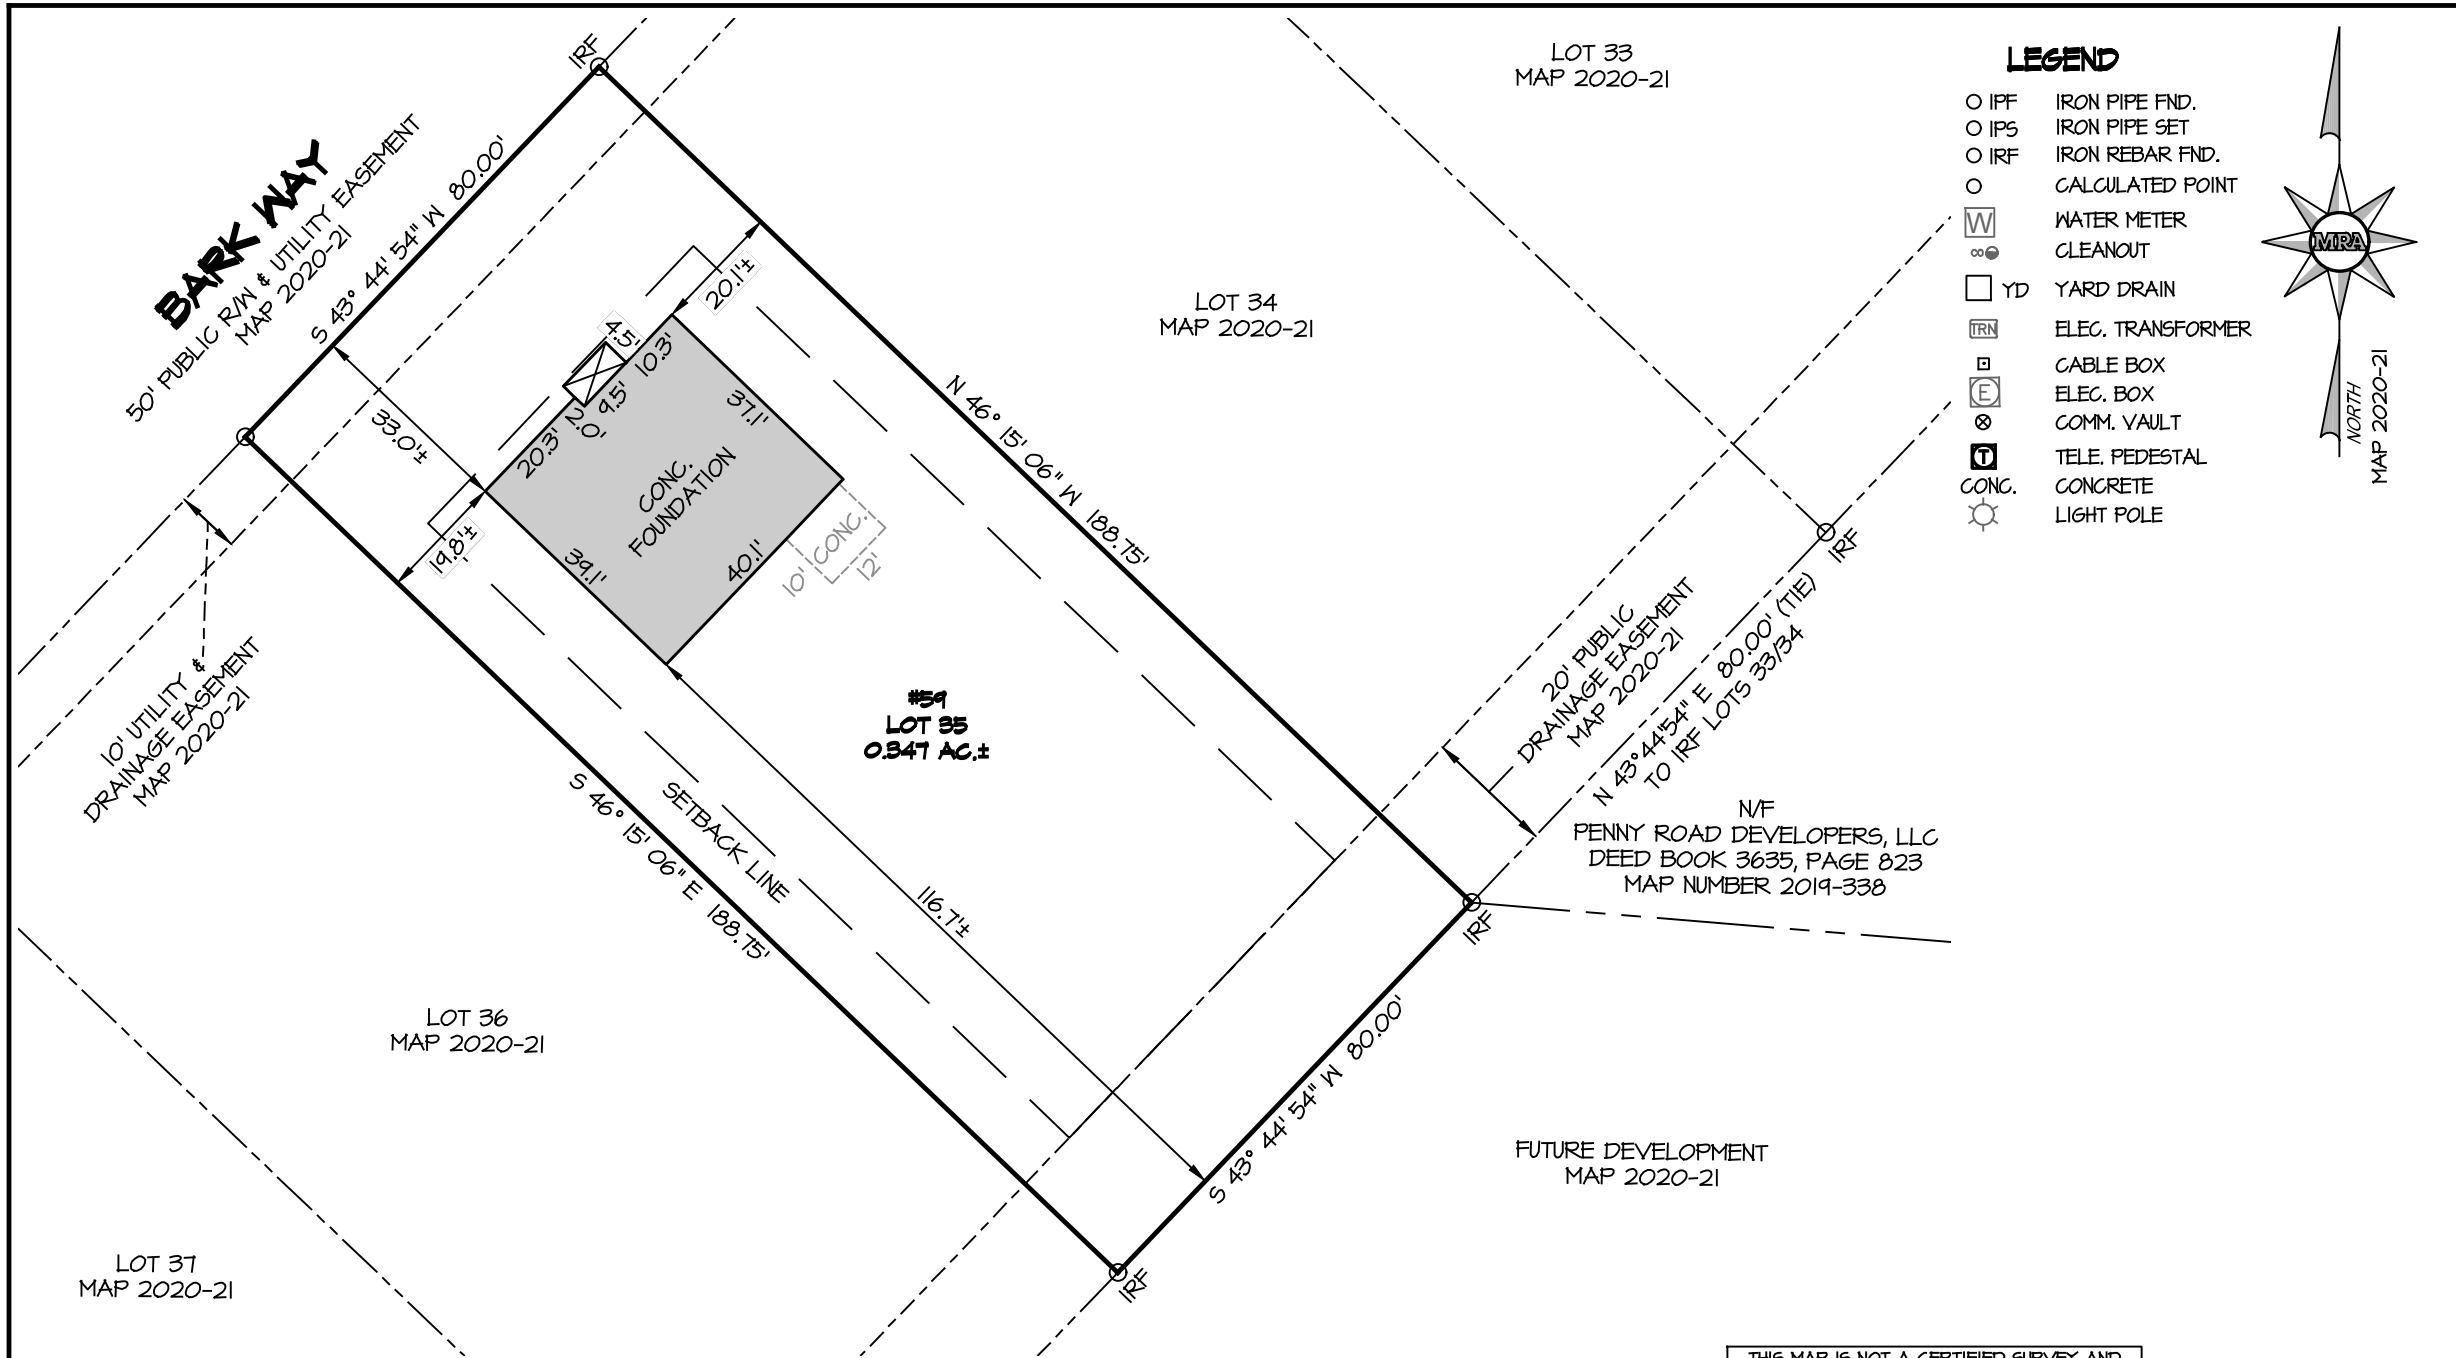 IRF
BARK WAY
50' PUBLIC R/W & UTILITY EASEMENT
MAP 2020-21
S 43° 44' 54" W 80.00'
LOT 33
MAP 2020-21
LOT 34
MAP 2020-21
20.1'±
4.5'
10.3'
9.5'
2.0'
20.3'
33.0'±
37.1'
CONC.
FOUNDATION
39.1'
40.1'
19.8'±
CONC.
10'
12'
N 46° 15' 06" W 188.75'
10' UTILITY &
DRAINAGE EASEMENT
MAP 2020-21
#59
LOT 35
0.347 AC.±
SETBACK LINE
S 46° 15' 06" E 188.75'
116.7'±
IRF
20' PUBLIC
DRAINAGE EASEMENT
MAP 2020-21
N 43°44'54" E 80.00' (TIE)
TO IRF LOTS 33/34
N/F
PENNY ROAD DEVELOPERS, LLC
DEED BOOK 3635, PAGE 823
MAP NUMBER 2019-338
IRF
S 43° 44' 54" W 80.00'
LOT 36
MAP 2020-21
FUTURE DEVELOPMENT
MAP 2020-21
LOT 37
MAP 2020-21
IRF
LEGEND
IPF IRON PIPE FND.
IPS IRON PIPE SET
IRF IRON REBAR FND.
CALCULATED POINT
W WATER METER
CO CLEANOUT
YD YARD DRAIN
TRN ELEC. TRANSFORMER
CABLE BOX
E ELEC. BOX
COMM. VAULT
T TELE. PEDESTAL
CONC. CONCRETE
LIGHT POLE
MRA
NORTH
MAP 2020-21
THIS MAP IS NOT A CERTIFIED SURVEY AND